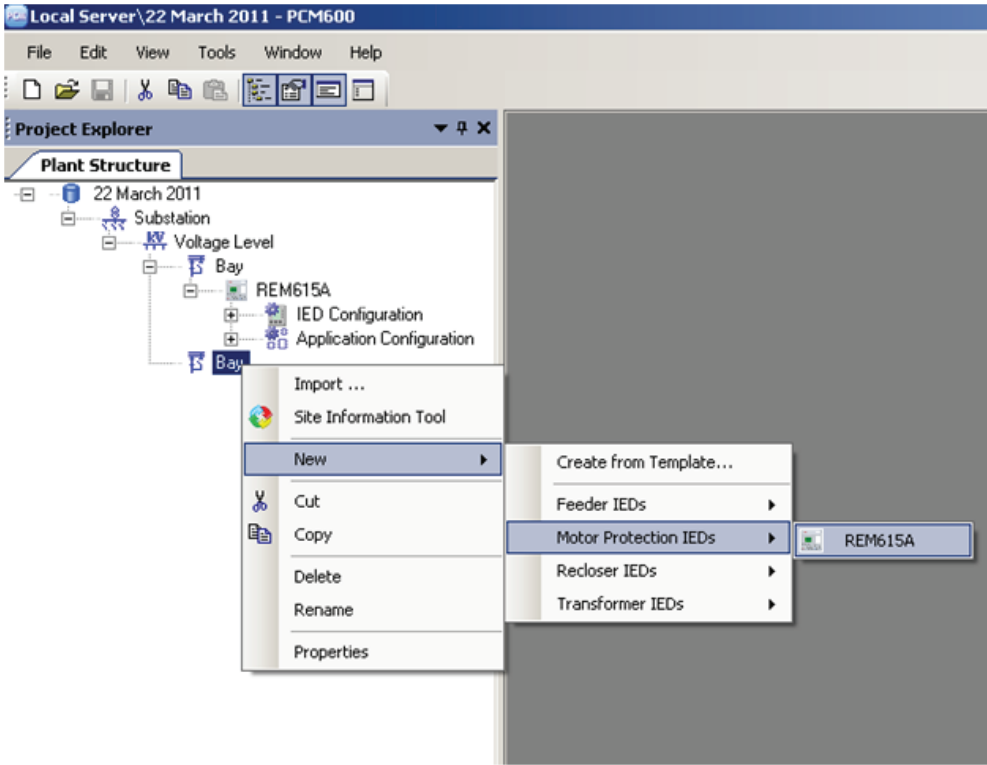 Local Server\22 March 2011 - PCM600
File Edit View Tools Window Help
Project Explorer
Plant Structure
22 March 2011
Substation
Voltage Level
Bay
REM615A
IED Configuration
Application Configuration
Bay
Import ...
Site Information Tool
New
Cut
Copy
Delete
Rename
Properties
Create from Template...
Feeder IEDs
Motor Protection IEDs
Recloser IEDs
Transformer IEDs
REM615A